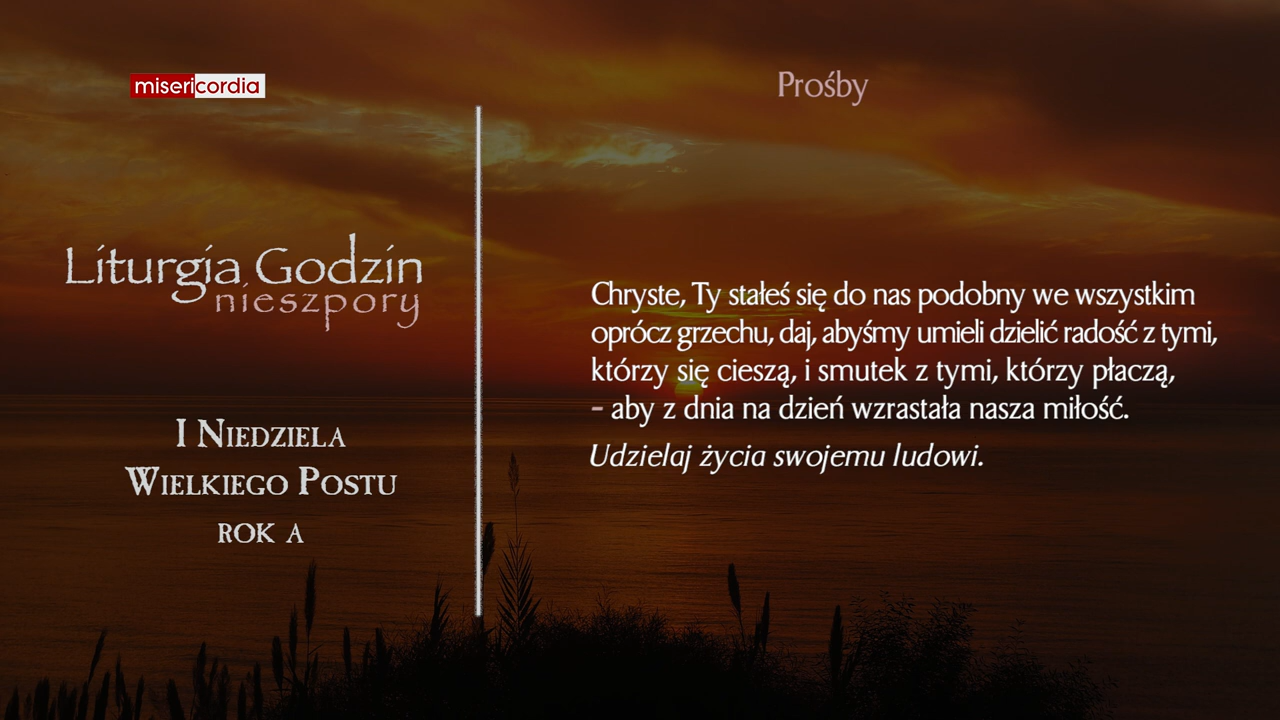 misericordia
Prośby
Liturgia Godzin
nieszpory
I Niedziela
Wielkiego Postu
rok a
Chryste, Ty stałeś się do nas podobny we wszystkim
oprócz grzechu, daj, abyśmy umieli dzielić radość z tymi,
którzy się cieszą, i smutek z tymi, którzy płaczą,
- aby z dnia na dzień wzrastała nasza miłość.
Udzielaj życia swojemu ludowi.